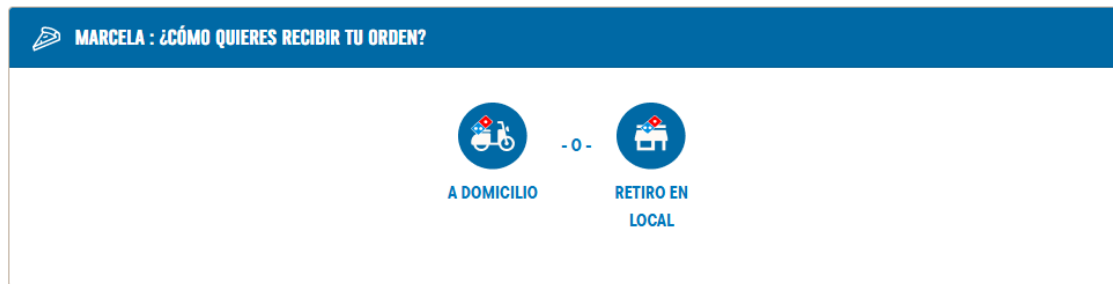 MARCELA : ¿CÓMO QUIERES RECIBIR TU ORDEN?
A DOMICILIO
- O -
RETIRO EN
LOCAL